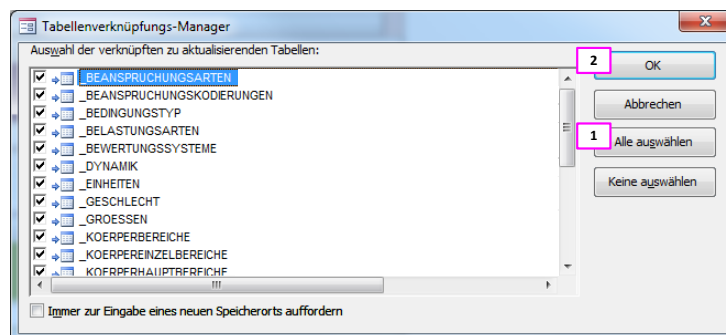 Tabellenverknüpfungs-Manager
Auswahl der verknüpften zu aktualisierenden Tabellen:
_BEANSPRUCHUNGSARTEN
_BEANSPRUCHUNGSKODIERUNGEN
_BEDINGUNGSTYP
_BELASTUNGSARTEN
_BEWERTUNGSSYSTEME
_DYNAMIK
_EINHEITEN
_GESCHLECHT
_GROESSEN
_KOERPERBEREICHE
_KOERPEREINZELBEREICHE
_KOERPERHAUPTBEREICHE
2
OK
Abbrechen
1
Alle auswählen
Keine auswählen
Immer zur Eingabe eines neuen Speicherorts auffordern